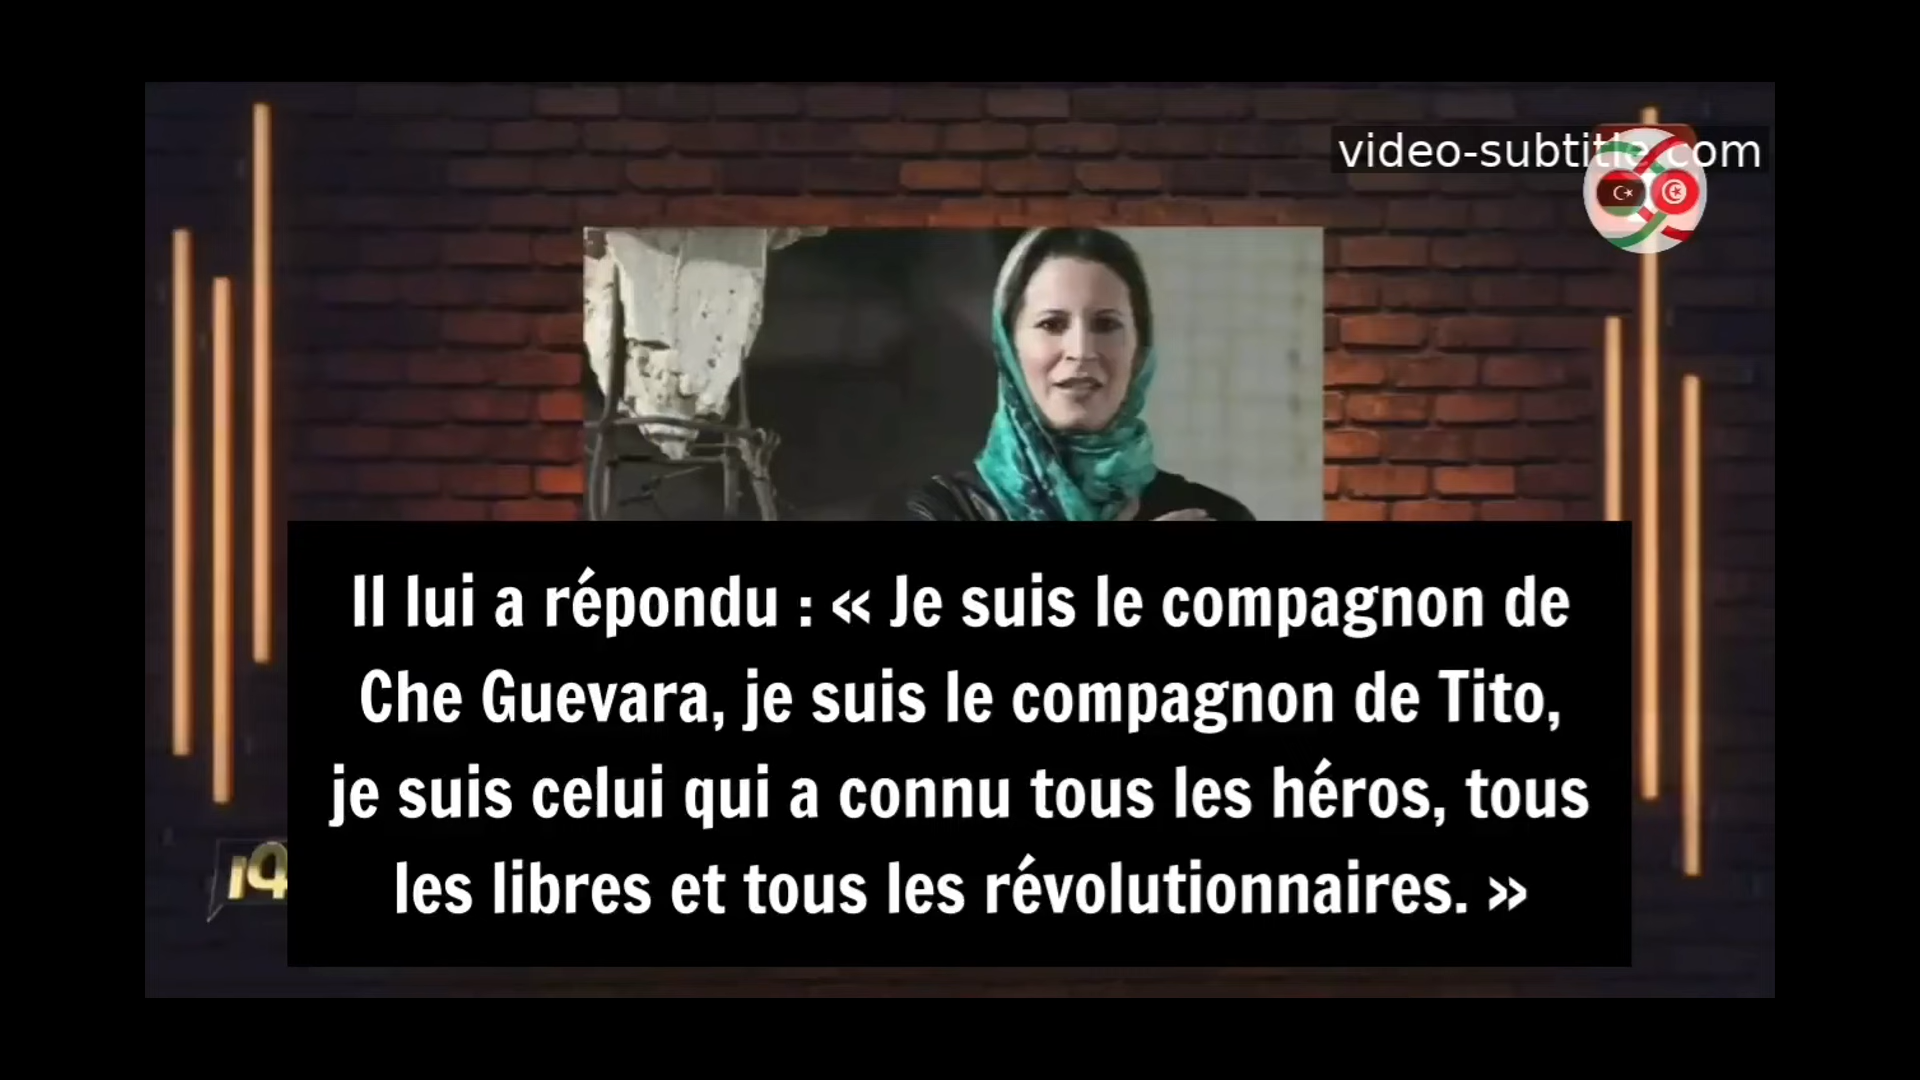 video-subtitle.com
Il lui a répondu : « Je suis le compagnon de
Che Guevara, je suis le compagnon de Tito,
je suis celui qui a connu tous les héros, tous
les libres et tous les révolutionnaires. »